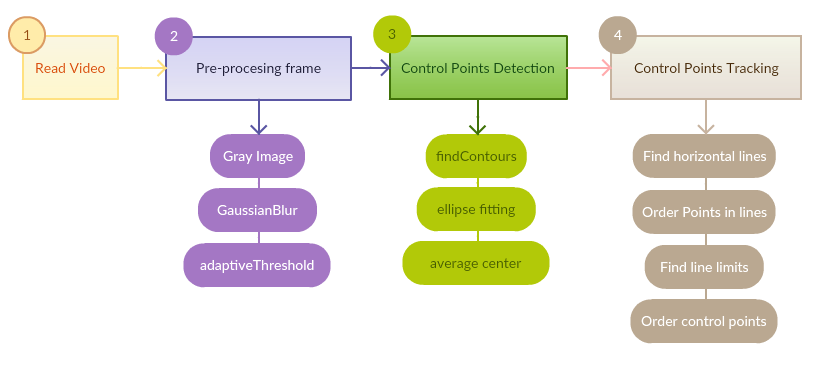 1
Read Video
2
Pre-procesing frame
Gray Image
GaussianBlur
adaptiveThreshold
3
Control Points Detection
findContours
ellipse fitting
average center
4
Control Points Tracking
Find horizontal lines
Order Points in lines
Find line limits
Order control points